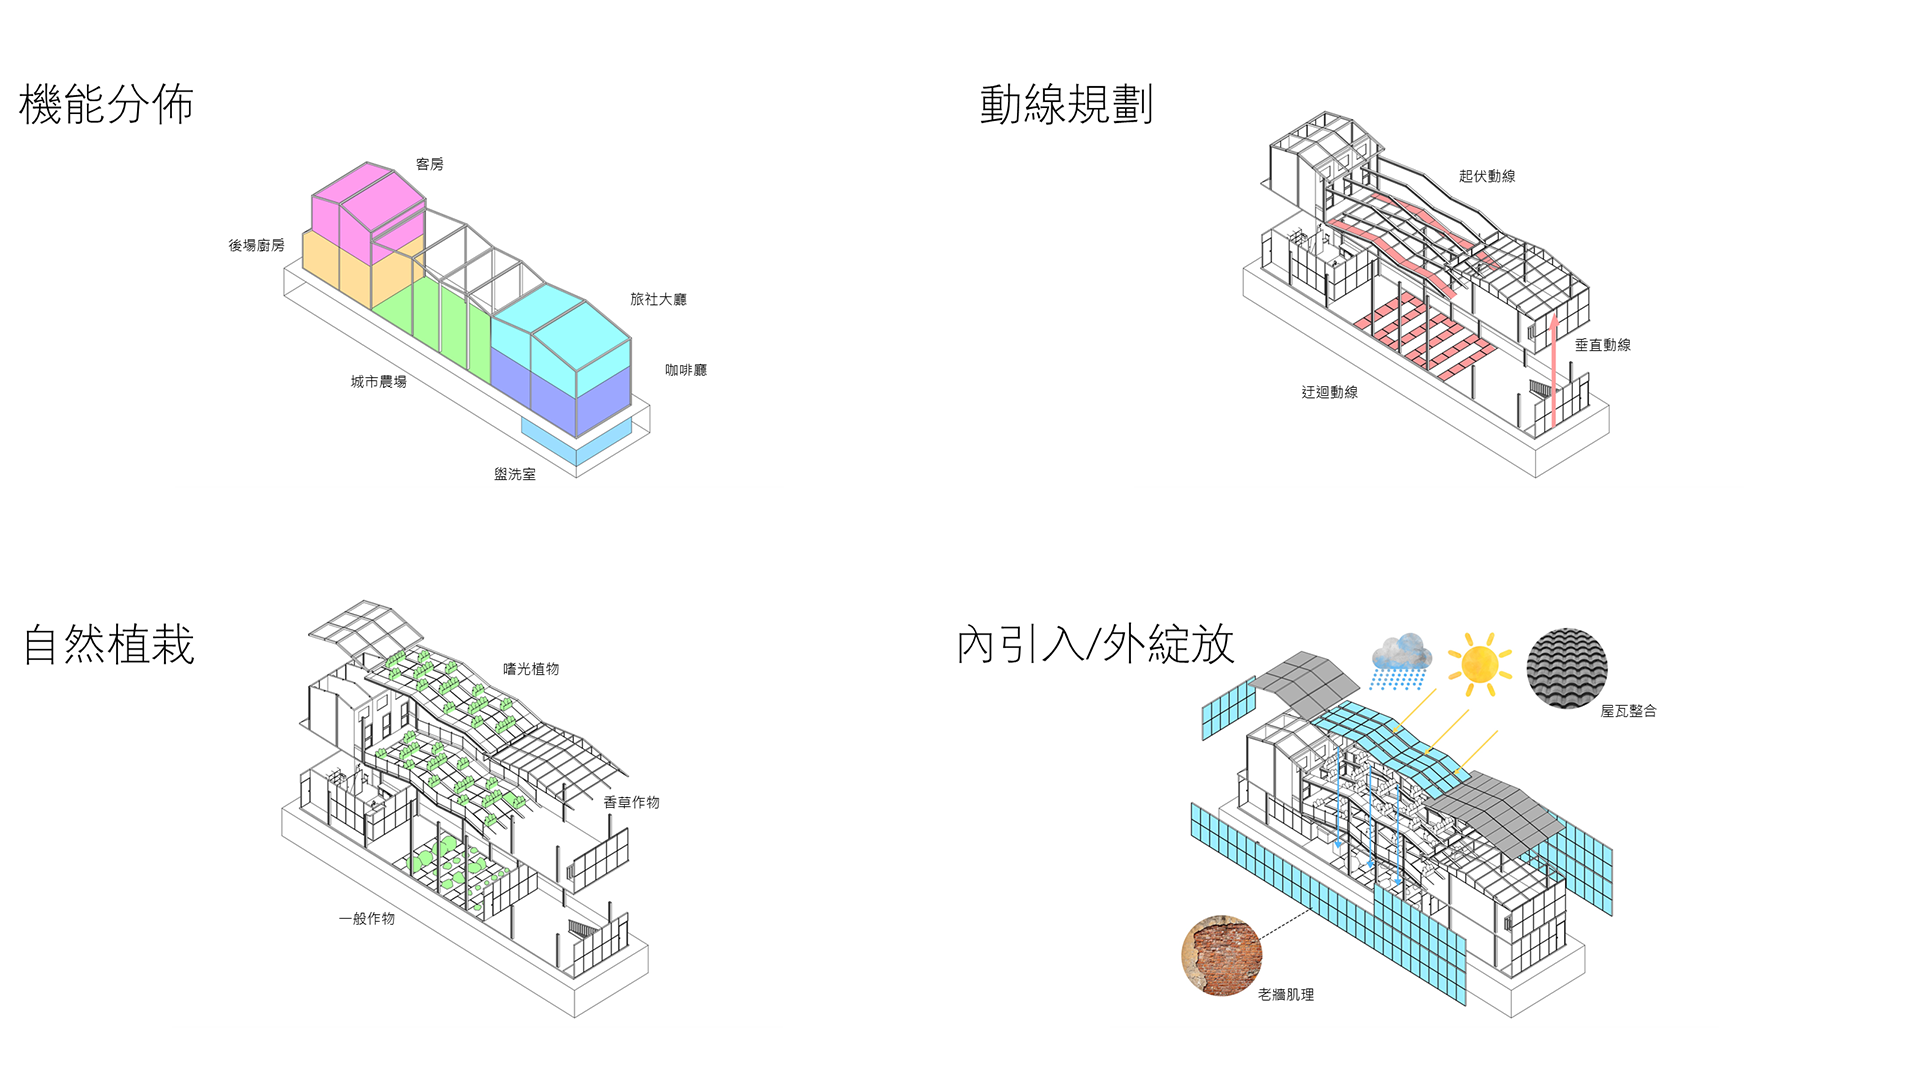 機能分佈
客房
後場廚房
旅社大廳
咖啡廳
城市農場
盥洗室
動線規劃
起伏動線
垂直動線
迂迴動線
自然植栽
嗜光植物
香草作物
一般作物
內引入/外綻放
屋瓦整合
老牆肌理